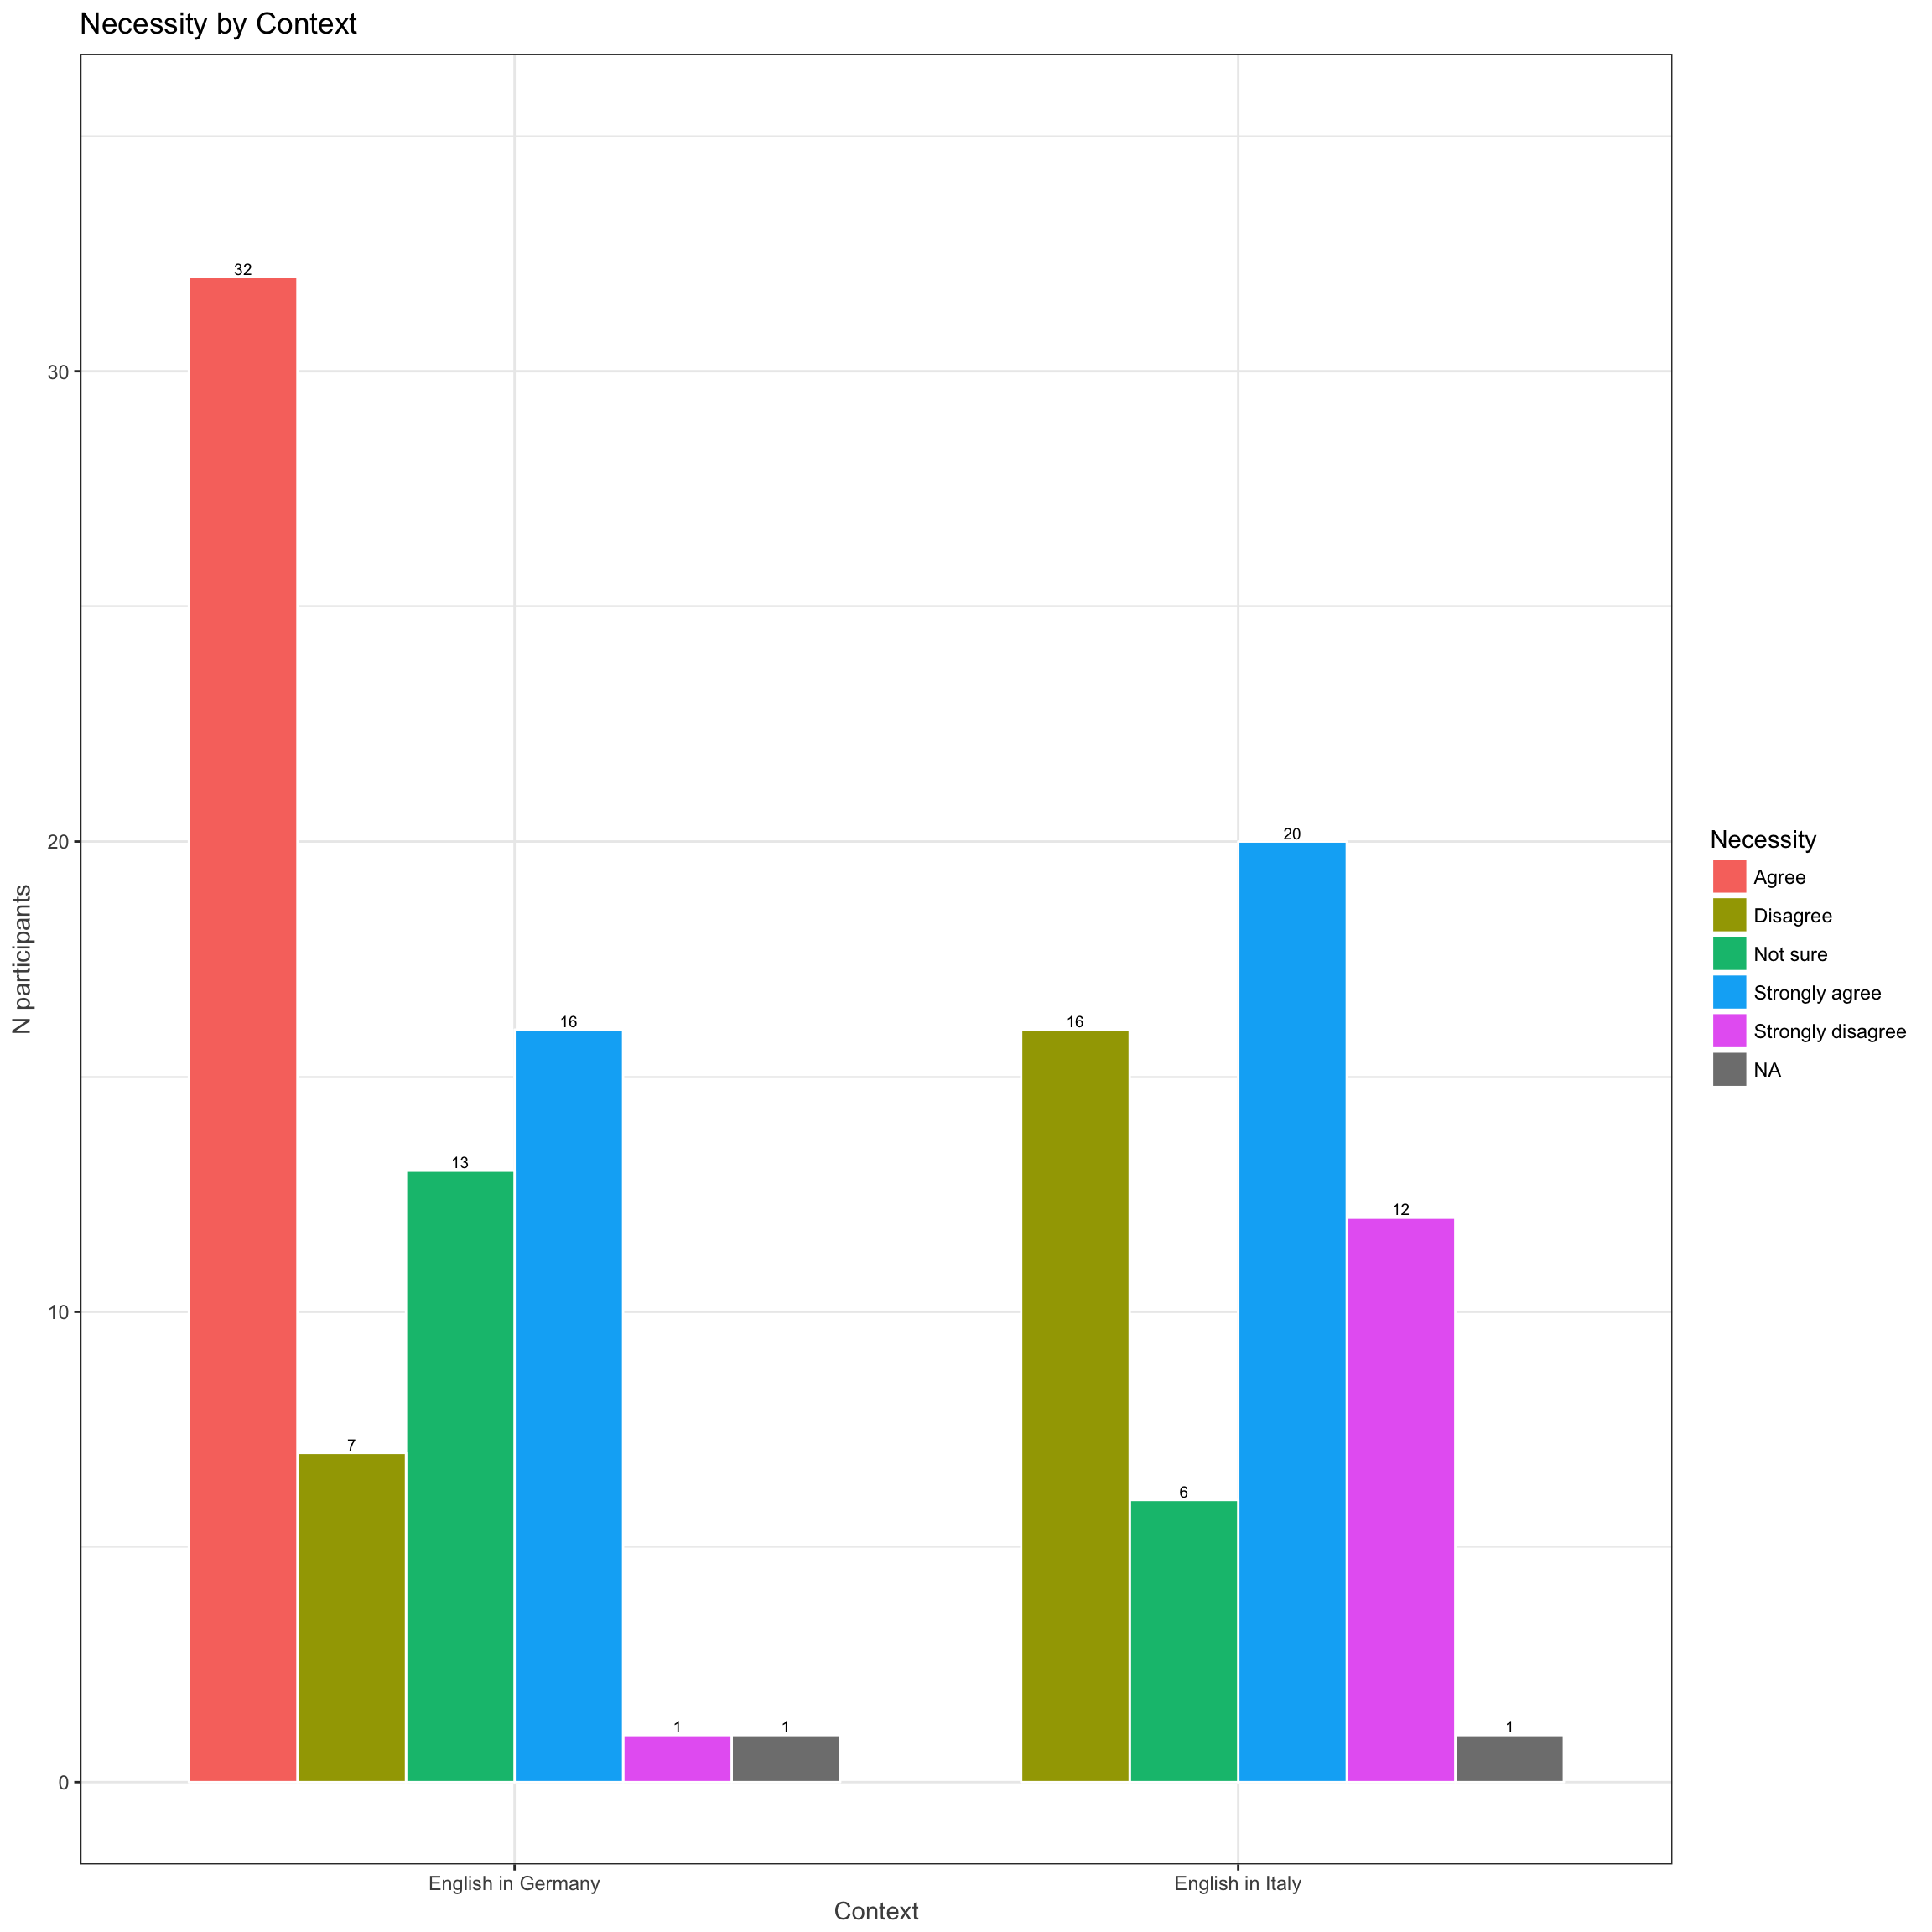 Necessity by Context
32
30
20
20
16
16
13
12
10
7
6
1
1
1
0
N participants
English in Germany
English in Italy
Context
Necessity
Agree
Disagree
Not sure
Strongly agree
Strongly disagree
NA